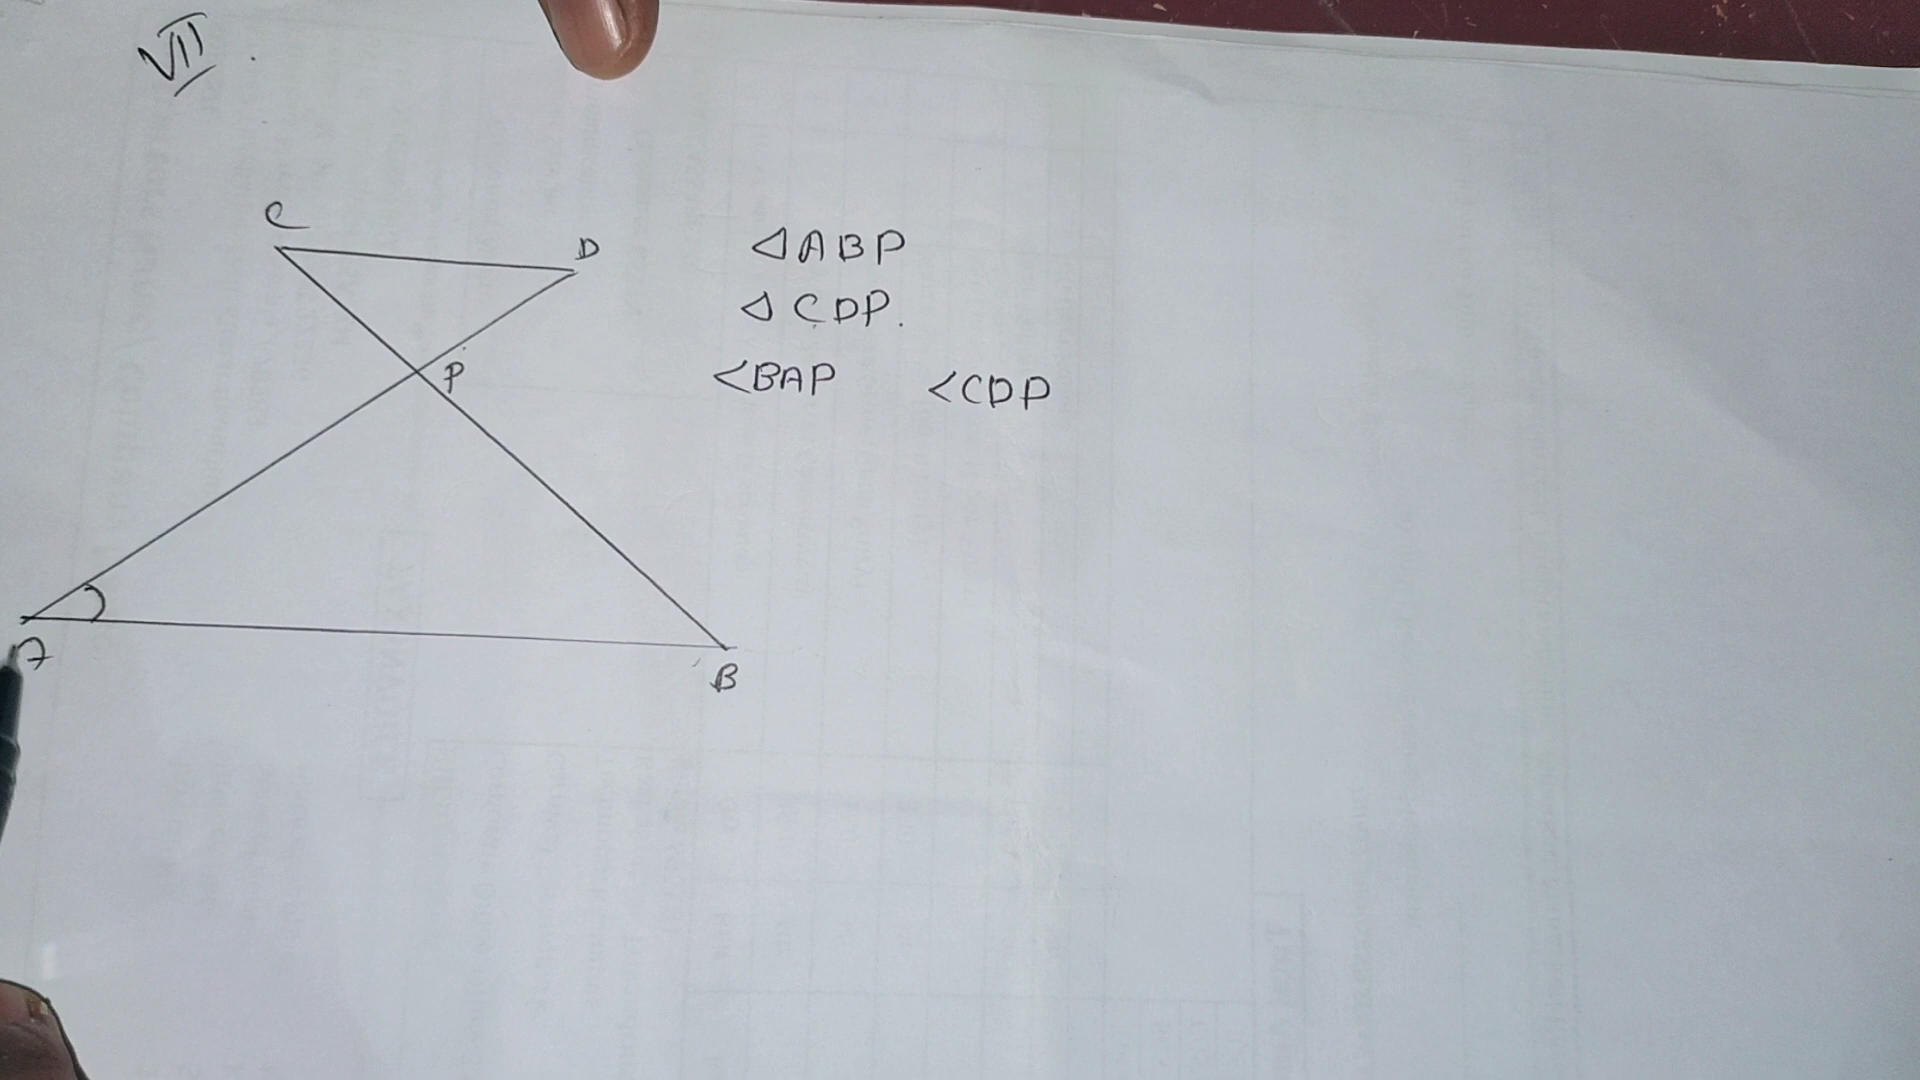 VII.
C
D
P
A
B
△ABP
△CDP.
<BAP <CDP